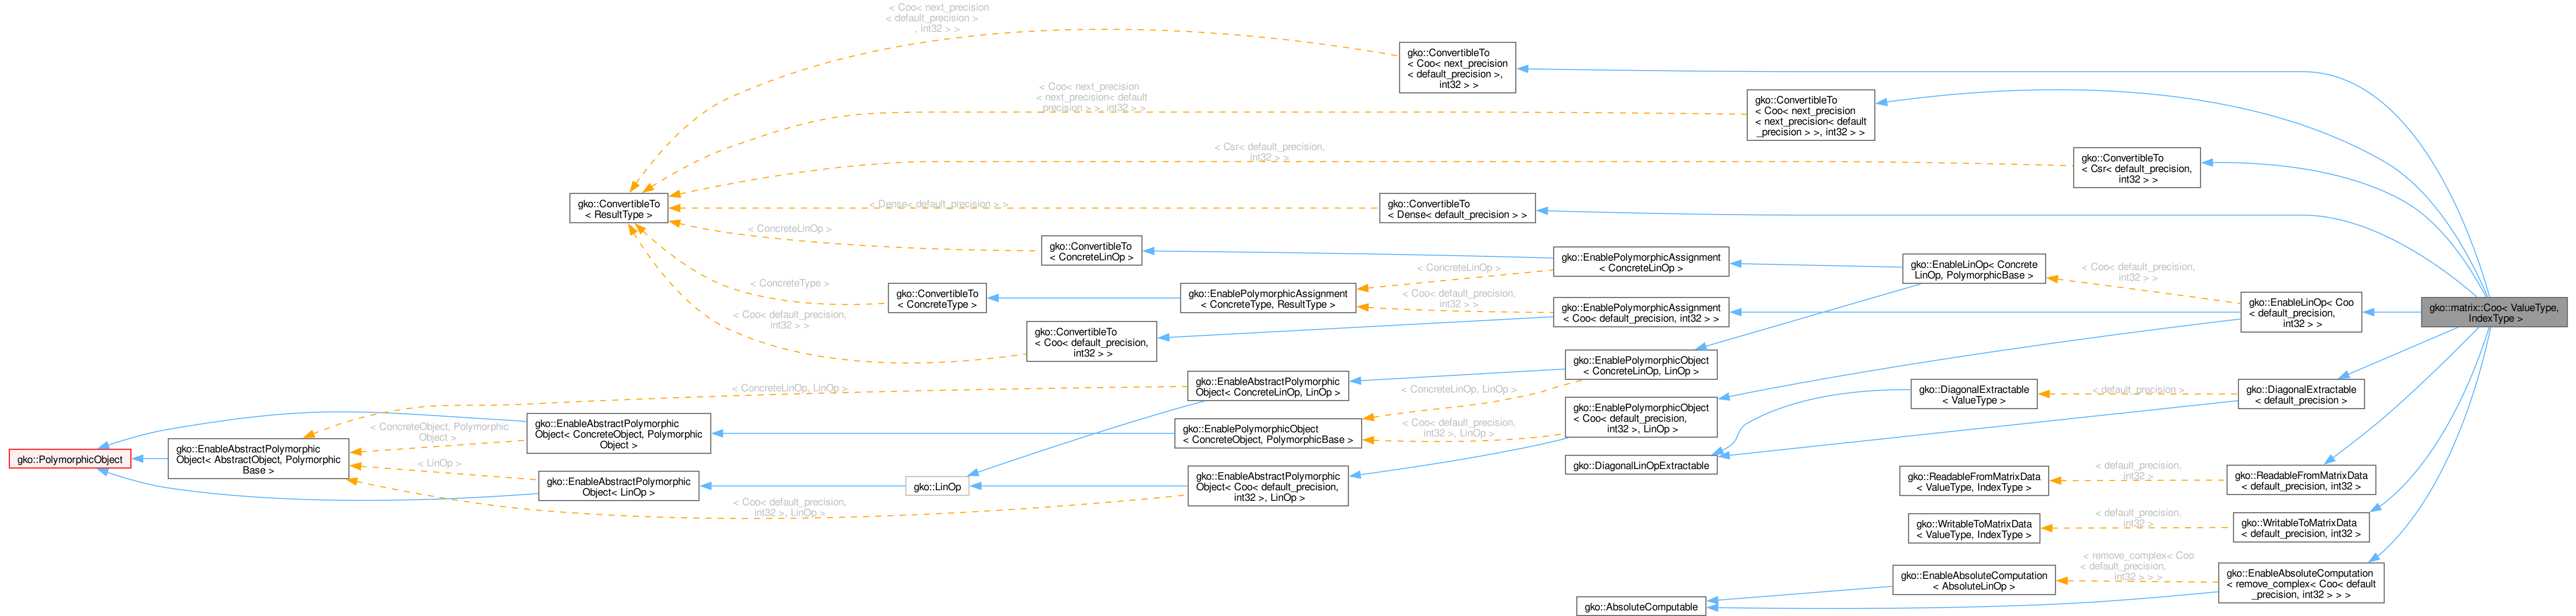 < Coo< next_precision
< default_precision >
, int32 > >
gko::ConvertibleTo
< Coo< next_precision
< default_precision >,
int32 > >
< Coo< next_precision
< next_precision< default
_precision > >, int32 > >
gko::ConvertibleTo
< Coo< next_precision
< next_precision< default
_precision > >, int32 > >
< Csr< default_precision,
int32 > >
gko::ConvertibleTo
< Csr< default_precision,
int32 > >
gko::ConvertibleTo
< ResultType >
< Dense< default_precision > >
gko::ConvertibleTo
< Dense< default_precision > >
< ConcreteLinOp >
gko::ConvertibleTo
< ConcreteLinOp >
gko::EnablePolymorphicAssignment
< ConcreteLinOp >
gko::EnableLinOp< Concrete
LinOp, PolymorphicBase >
< Coo< default_precision,
int32 > >
< ConcreteLinOp >
< ConcreteType >
gko::ConvertibleTo
< ConcreteType >
gko::EnablePolymorphicAssignment
< ConcreteType, ResultType >
< Coo< default_precision,
int32 > >
gko::EnablePolymorphicAssignment
< Coo< default_precision, int32 > >
gko::EnableLinOp< Coo
< default_precision,
int32 > >
gko::matrix::Coo< ValueType,
IndexType >
< Coo< default_precision,
int32 > >
gko::ConvertibleTo
< Coo< default_precision,
int32 > >
gko::EnablePolymorphicObject
< ConcreteLinOp, LinOp >
< ConcreteLinOp, LinOp >
gko::EnableAbstractPolymorphic
Object< ConcreteLinOp, LinOp >
< ConcreteLinOp, LinOp >
gko::DiagonalExtractable
< ValueType >
< default_precision >
gko::DiagonalExtractable
< default_precision >
gko::EnablePolymorphicObject
< Coo< default_precision,
int32 >, LinOp >
< ConcreteObject, Polymorphic
Object >
gko::EnableAbstractPolymorphic
Object< ConcreteObject, Polymorphic
Object >
gko::EnablePolymorphicObject
< ConcreteObject, PolymorphicBase >
< Coo< default_precision,
int32 >, LinOp >
gko::PolymorphicObject
gko::EnableAbstractPolymorphic
Object< AbstractObject, Polymorphic
Base >
< LinOp >
gko::EnableAbstractPolymorphic
Object< LinOp >
gko::LinOp
gko::EnableAbstractPolymorphic
Object< Coo< default_precision,
int32 >, LinOp >
gko::DiagonalLinOpExtractable
< Coo< default_precision,
int32 >, LinOp >
gko::ReadableFromMatrixData
< ValueType, IndexType >
< default_precision,
int32 >
gko::ReadableFromMatrixData
< default_precision, int32 >
gko::WritableToMatrixData
< ValueType, IndexType >
< default_precision,
int32 >
gko::WritableToMatrixData
< default_precision, int32 >
gko::EnableAbsoluteComputation
< AbsoluteLinOp >
< remove_complex< Coo
< default_precision,
int32 > > >
gko::EnableAbsoluteComputation
< remove_complex< Coo< default
_precision, int32 > > >
gko::AbsoluteComputable